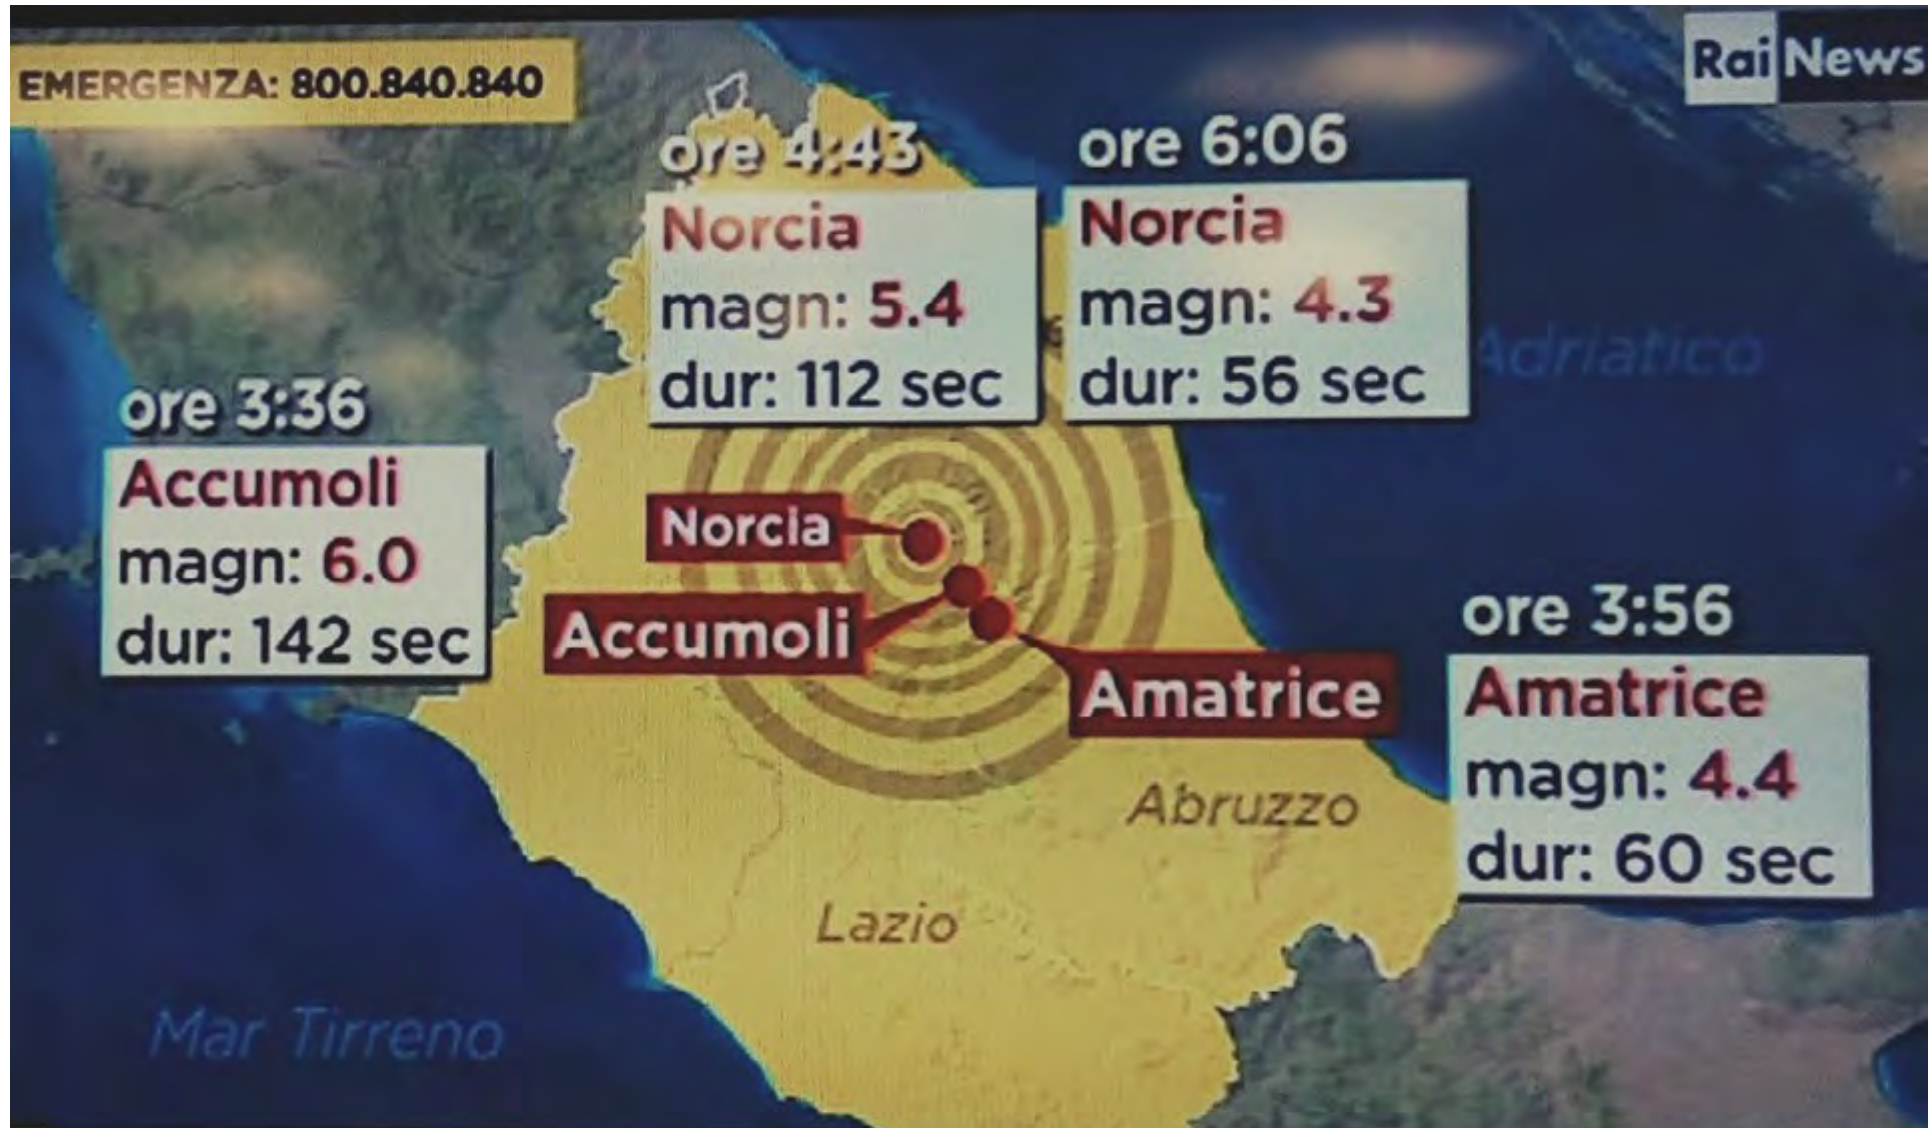 EMERGENZA: 800.840.840
Rai News
ore 4:43
Norcia
magn: 5.4
dur: 112 sec
ore 6:06
Norcia
magn: 4.3
dur: 56 sec
Adriatico
ore 3:36
Accumoli
magn: 6.0
dur: 142 sec
Norcia
Accumoli
Amatrice
ore 3:56
Amatrice
magn: 4.4
dur: 60 sec
Abruzzo
Lazio
Mar Tirreno